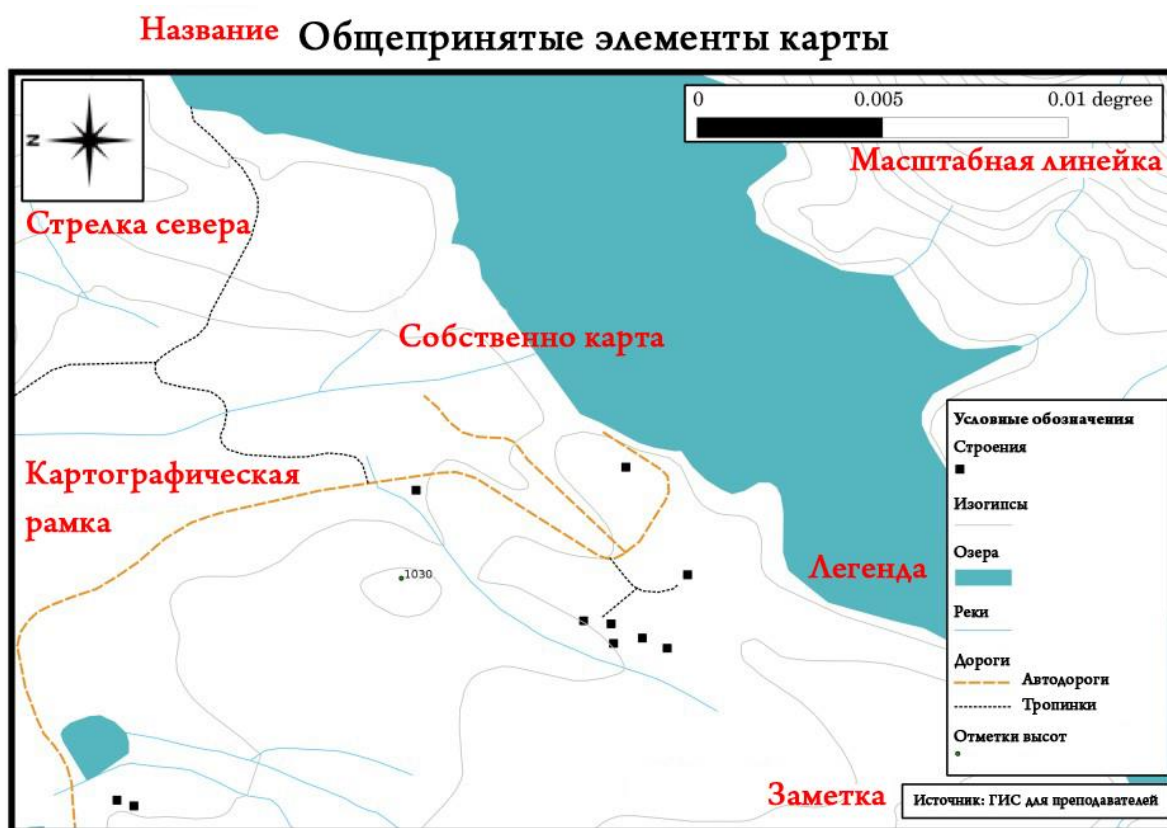 Название Общепринятые элементы карты
N
0 0.005 0.01 degree
Масштабная линейка
Стрелка севера
Собственно карта
Картографическая
рамка
1030
Легенда
Условные обозначения
Строения
Изогипсы
Озера
Реки
Дороги
Автодороги
Тропинки
Отметки высот
Заметка
Источник: ГИС для преподавателей